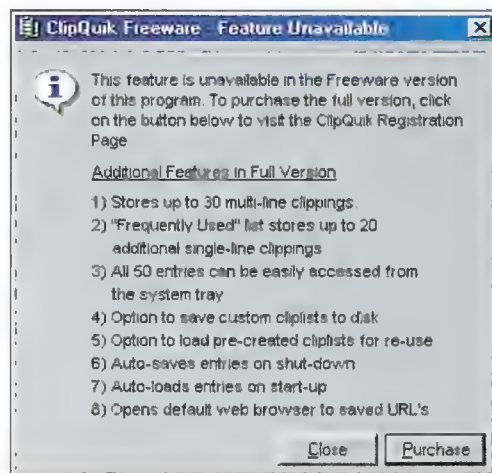 ClipQuik Freeware - Feature Unavailable
This feature is unavailable in the Freeware version
of this program. To purchase the full version, click
on the button below to visit the ClipQuik Registration
Page
Additional Features in Full Version
1) Stores up to 30 multi-line clippings.
2) "Frequently Used" list stores up to 20
additional single-line clippings
3) All 50 entries can be easily accessed from
the system tray
4) Option to save custom cliplists to disk
5) Option to load pre-created cliplists for re-use
6) Auto-saves entries on shut-down
7) Auto-loads entries on start-up
8) Opens default web browser to saved URL's
Close
Purchase